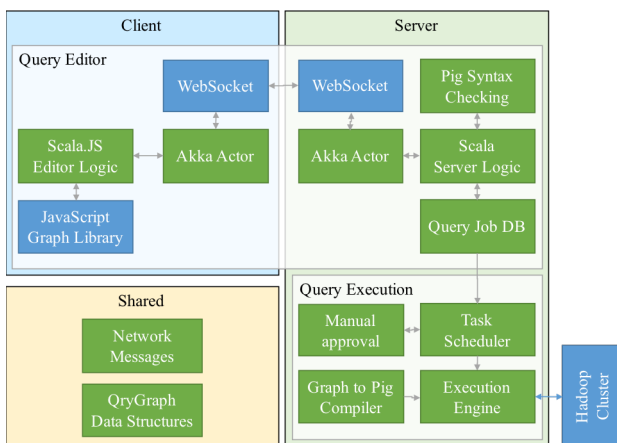 Client
Server
Query Editor
WebSocket
WebSocket
Pig Syntax
Checking
Scala.JS
Editor Logic
Akka Actor
Akka Actor
Scala
Server Logic
JavaScript
Graph Library
Query Job DB
Shared
Query Execution
Network
Messages
Manual
approval
Task
Scheduler
QryGraph
Data Structures
Graph to Pig
Compiler
Execution
Engine
Hadoop
Cluster